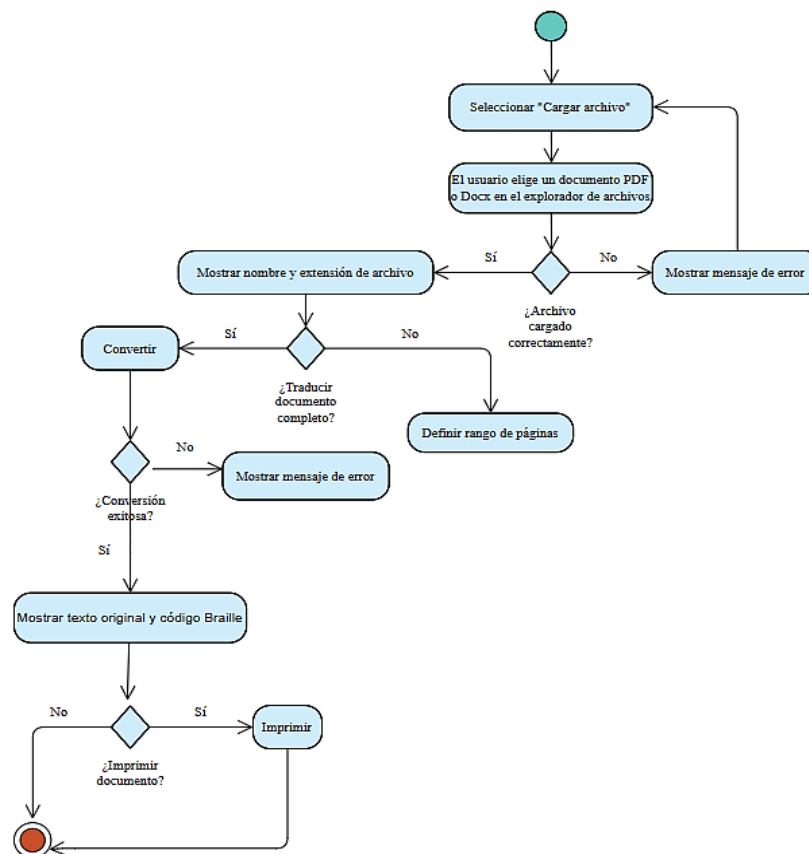 Seleccionar "Cargar archivo"
El usuario elige un documento PDF
o Docx en el explorador de archivos.
Mostrar nombre y extensión de archivo
Sí
No
Mostrar mensaje de error
¿Archivo
cargado
correctamente?
Convertir
Sí
No
¿Traducir
documento
completo?
Definir rango de páginas
No
Mostrar mensaje de error
¿Conversión
exitosa?
Sí
Mostrar texto original y código Braille
No
Sí
Imprimir
¿Imprimir
documento?